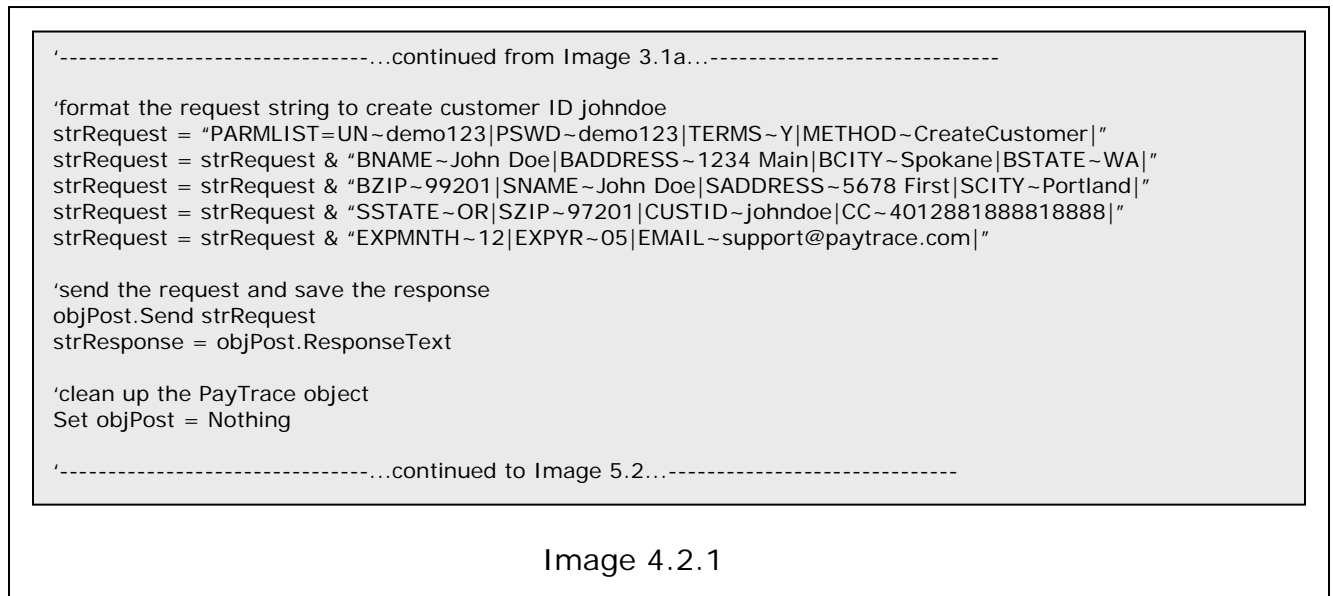 ‘--------------------------------...continued from Image 3.1a...------------------------------
‘format the request string to create customer ID johndoe
strRequest = “PARMLIST=UN~demo123|PSWD~demo123|TERMS~Y|METHOD~CreateCustomer|”
strRequest = strRequest & “BNAME~John Doe|BADDRESS~1234 Main|BCITY~Spokane|BSTATE~WA|”
strRequest = strRequest & “BZIP~99201|SNAME~John Doe|SADDRESS~5678 First|SCITY~Portland|”
strRequest = strRequest & “SSTATE~OR|SZIP~97201|CUSTID~johndoe|CC~4012881888818888|”
strRequest = strRequest & “EXPMNTH~12|EXPYR~05|EMAIL~support@paytrace.com|”
‘send the request and save the response
objPost.Send strRequest
strResponse = objPost.ResponseText
‘clean up the PayTrace object
Set objPost = Nothing
‘--------------------------------...continued to Image 5.2...------------------------------
Image 4.2.1